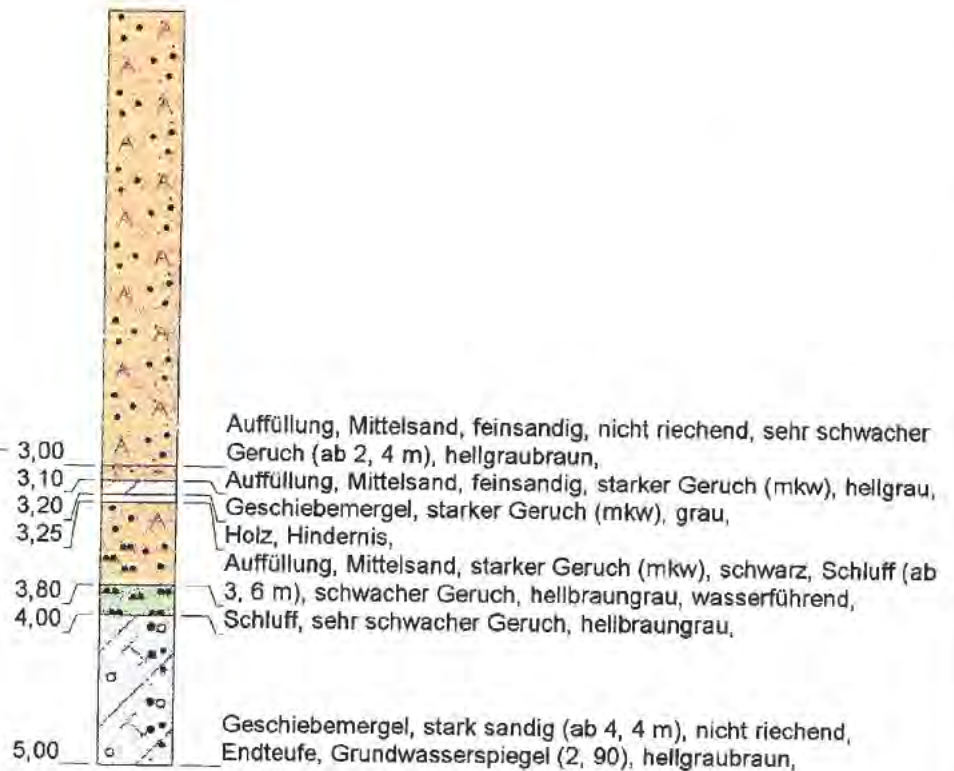 Auffüllung, Mittelsand, feinsandig, nicht riechend, sehr schwacher
3,00 Geruch (ab 2, 4 m), hellgraubraun,
3,10 Auffüllung, Mittelsand, feinsandig, starker Geruch (mkw), hellgrau,
3,20 Geschiebemergel, starker Geruch (mkw), grau,
3,25 Holz, Hindernis,
Auffüllung, Mittelsand, starker Geruch (mkw), schwarz, Schluff (ab
3,80 3, 6 m), schwacher Geruch, hellbraungrau, wasserführend,
4,00 Schluff, sehr schwacher Geruch, hellbraungrau,
Geschiebemergel, stark sandig (ab 4, 4 m), nicht riechend,
5,00 Endteufe, Grundwasserspiegel (2, 90), hellgraubraun,